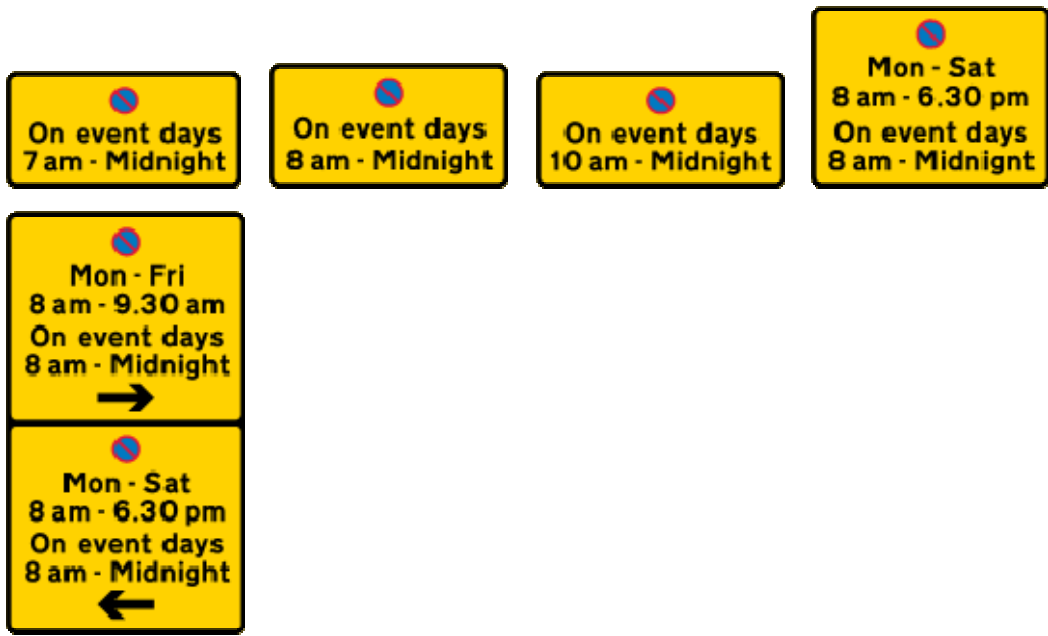 On event days
7 am - Midnight
On event days
8 am - Midnight
On event days
10 am - Midnight
Mon - Sat
8 am - 6.30 pm
On event days
8 am - Midnignt
Mon - Fri
8 am - 9.30 am
On event days
8 am - Midnight
Mon - Sat
8 am - 6.30 pm
On event days
8 am - Midnight